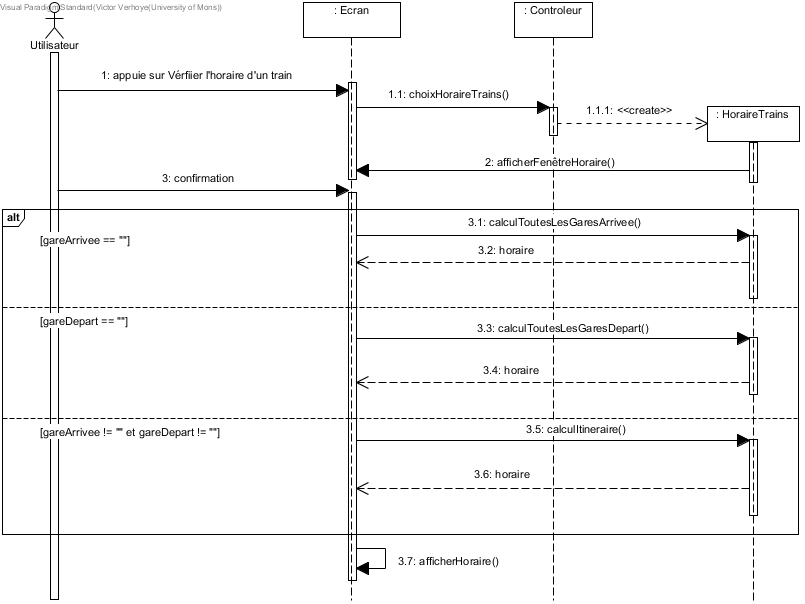 Visual Paradigm Standard(Victor Verhoye(University of Mons))
: Ecran
: Controleur
Utilisateur
1: appuie sur Vérfiier l'horaire d'un train
1.1: choixHoraireTrains()
1.1.1: <<create>>
: HoraireTrains
2: afficherFenêtreHoraire()
3: confirmation
alt
3.1: calculToutesLesGaresArrivee()
[gareArrivee == ""]
3.2: horaire
[gareDepart == ""]
3.3: calculToutesLesGaresDepart()
3.4: horaire
[gareArrivee != "" et gareDepart != ""]
3.5: calculItineraire()
3.6: horaire
3.7: afficherHoraire()